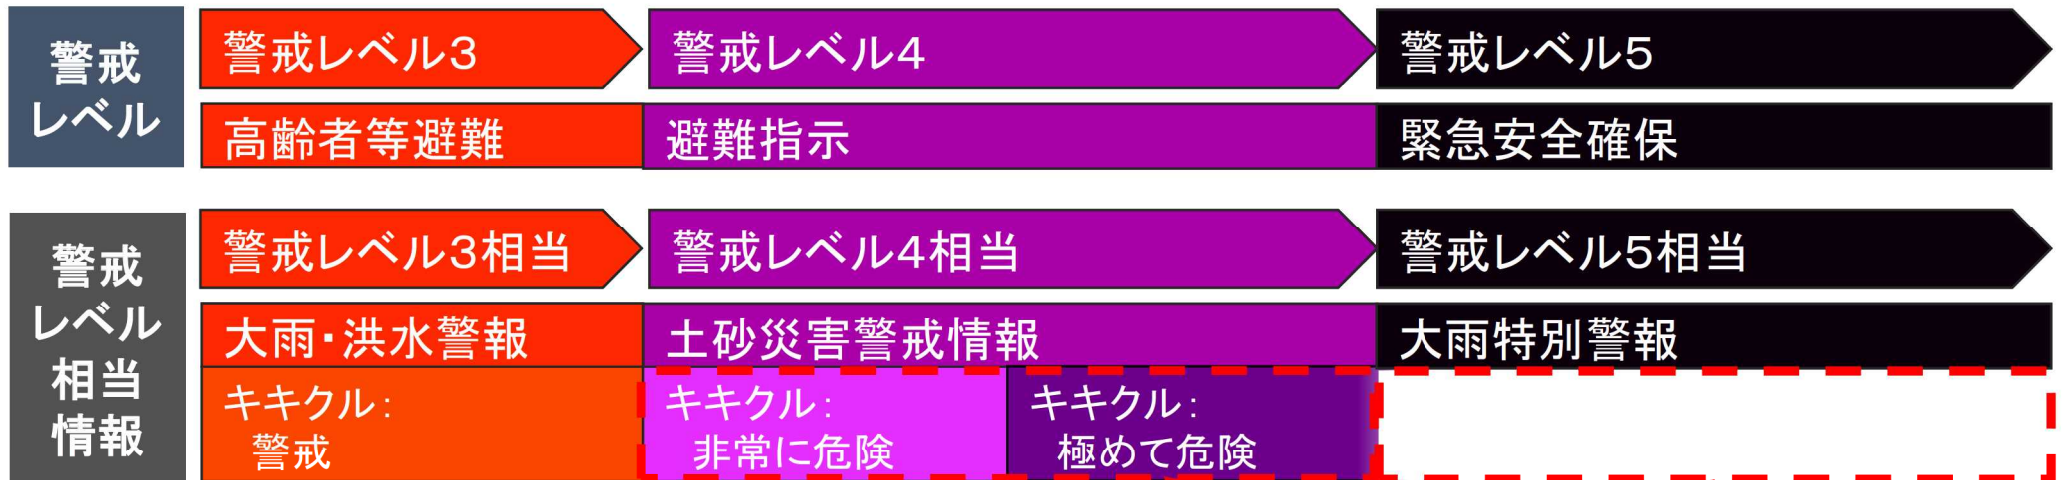 警戒
レベル
警戒レベル3
警戒レベル4
警戒レベル5
高齢者等避難
避難指示
緊急安全確保
警戒
レベル
相当
情報
警戒レベル3相当
警戒レベル4相当
警戒レベル5相当
大雨・洪水警報
土砂災害警戒情報
大雨特別警報
キキクル：
警戒
キキクル：
非常に危険
キキクル：
極めて危険